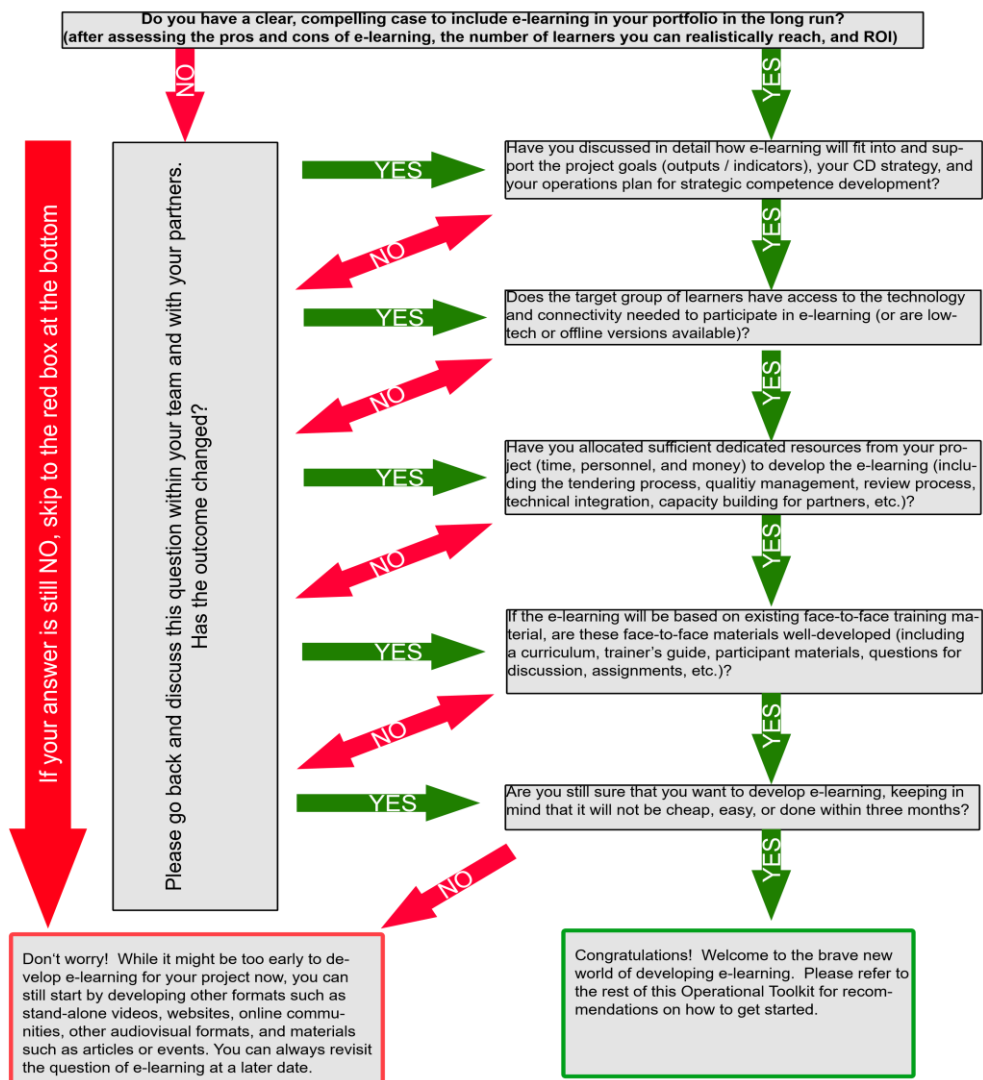 Do you have a clear, compelling case to include e-learning in your portfolio in the long run?
(after assessing the pros and cons of e-learning, the number of learners you can realistically reach, and ROI)
NO
YES
If your answer is still NO, skip to the red box at the bottom
Please go back and discuss this question within your team and with your partners.
Has the outcome changed?
YES
Have you discussed in detail how e-learning will fit into and sup-
port the project goals (outputs / indicators), your CD strategy, and
your operations plan for strategic competence development?
NO
YES
YES
Does the target group of learners have access to the technology
and connectivity needed to participate in e-learning (or are low-
tech or offline versions available)?
NO
YES
YES
Have you allocated sufficient dedicated resources from your pro-
ject (time, personnel, and money) to develop the e-learning (inclu-
ding the tendering process, qualitiy management, review process,
technical integration, capacity building for partners, etc.)?
NO
YES
YES
If the e-learning will be based on existing face-to-face training ma-
terial, are these face-to-face materials well-developed (including
a curriculum, trainer's guide, participant materials, questions for
discussion, assignments, etc.)?
NO
YES
YES
Are you still sure that you want to develop e-learning, keeping in
mind that it will not be cheap, easy, or done within three months?
NO
YES
Don't worry! While it might be too early to de-
velop e-learning for your project now, you can
still start by developing other formats such as
stand-alone videos, websites, online commu-
nities, other audiovisual formats, and materials
such as articles or events. You can always revisit
the question of e-learning at a later date.
Congratulations! Welcome to the brave new
world of developing e-learning. Please refer to
the rest of this Operational Toolkit for recom-
mendations on how to get started.